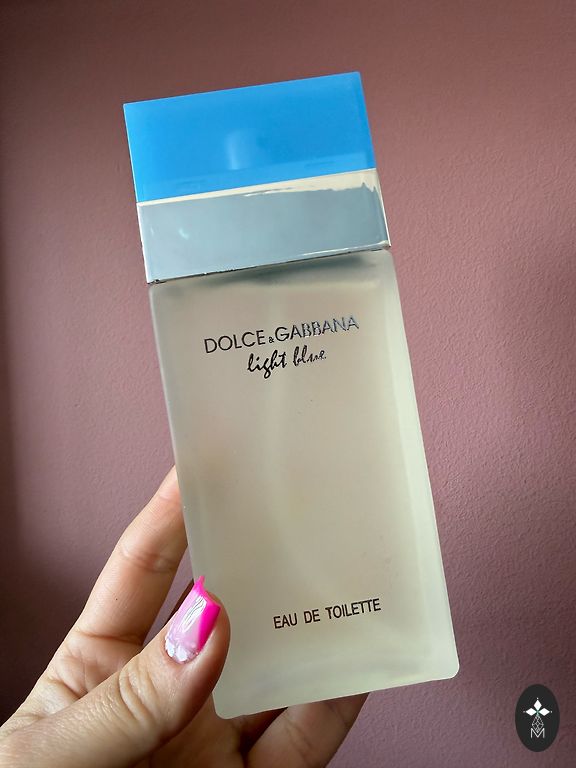 DOLCE&GABBANA
light blue
EAU DE TOILETTE
M